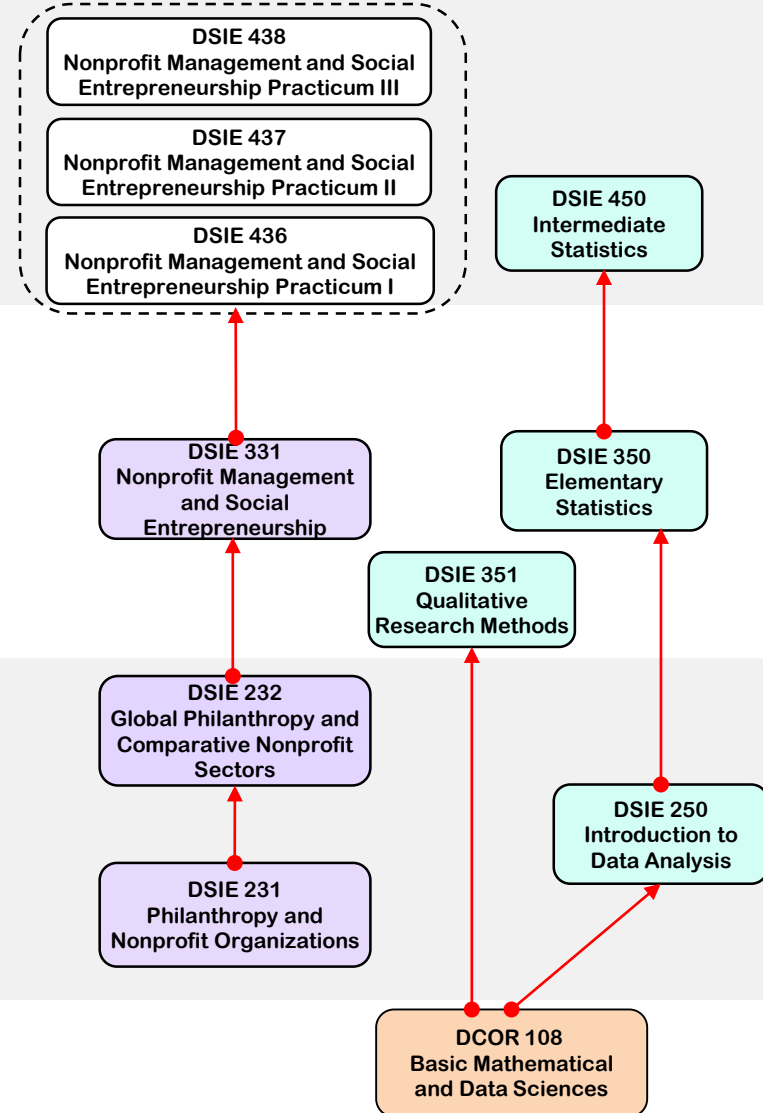 DSIE 438
Nonprofit Management and Social
Entrepreneurship Practicum III
DSIE 437
Nonprofit Management and Social
Entrepreneurship Practicum II
DSIE 436
Nonprofit Management and Social
Entrepreneurship Practicum I
DSIE 450
Intermediate
Statistics
DSIE 331
Nonprofit Management
and Social
Entrepreneurship
DSIE 350
Elementary
Statistics
DSIE 351
Qualitative
Research Methods
DSIE 232
Global Philanthropy and
Comparative Nonprofit
Sectors
DSIE 250
Introduction to
Data Analysis
DSIE 231
Philanthropy and
Nonprofit Organizations
DCOR 108
Basic Mathematical
and Data Sciences